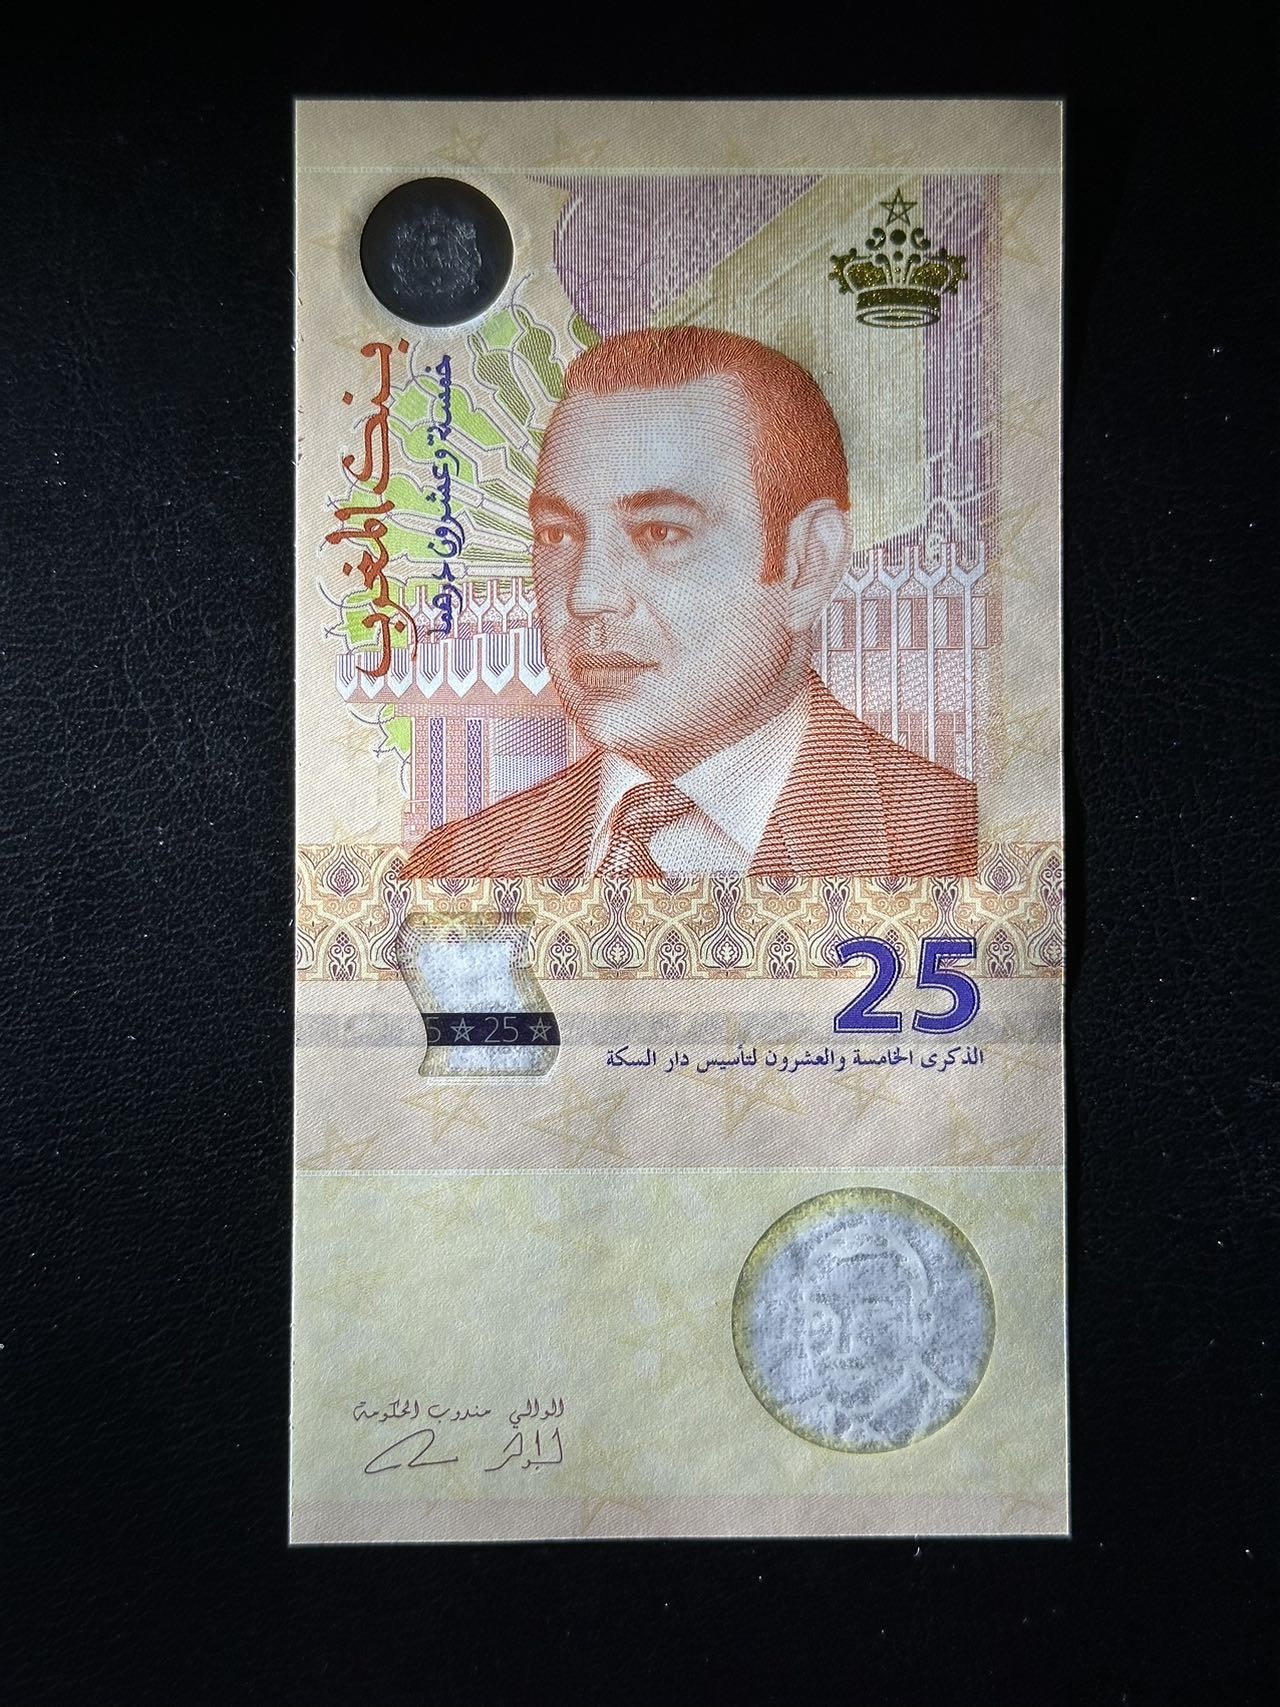 بنك المغرب
خمسة وعشرون درهما
25
الذكرى الخامسة والعشرون لتأسيس دار السكة
5 ☆ 25 ☆
الوالي مندوب الحكومة